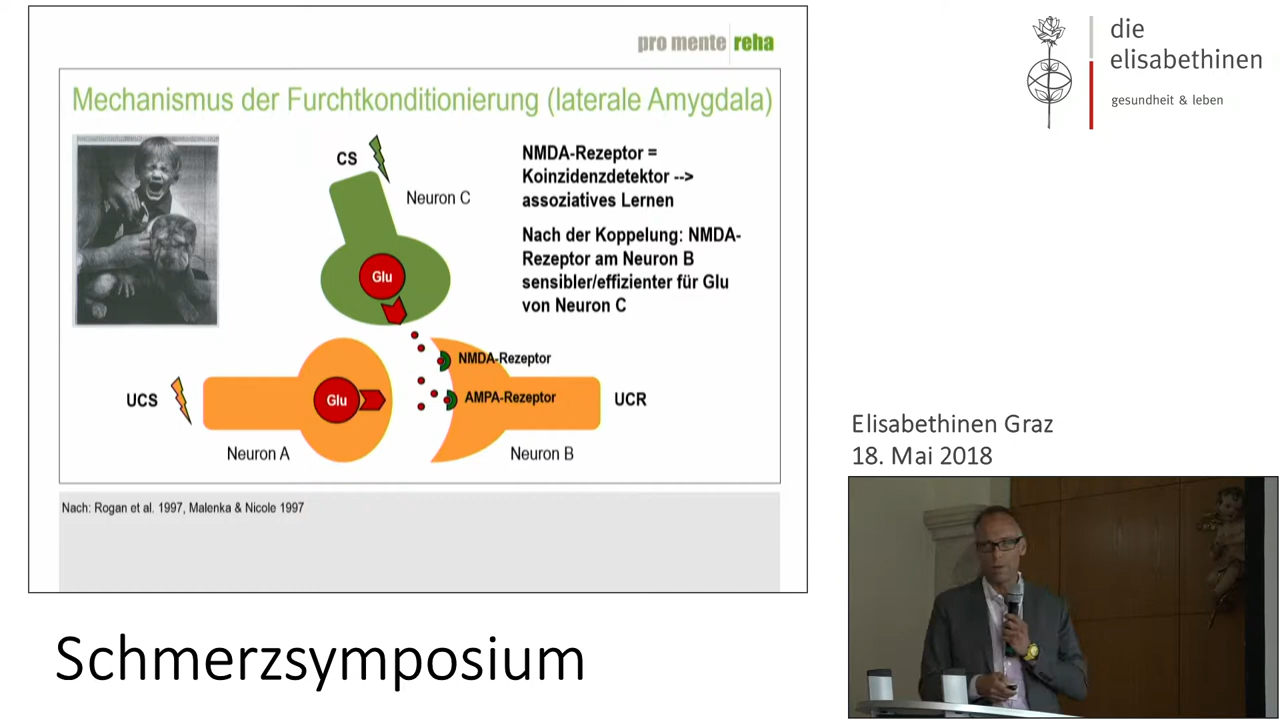 pro mente reha
Mechanismus der Furchtkonditionierung (laterale Amygdala)
CS
Neuron C
Glu
NMDA-Rezeptor =
Koinzidenzdetektor -->
assoziatives Lernen
Nach der Koppelung: NMDA-
Rezeptor am Neuron B
sensibler/effizienter für Glu
von Neuron C
NMDA-Rezeptor
UCS
Glu
AMPA-Rezeptor
UCR
Neuron A
Neuron B
Nach: Rogan et al. 1997, Malenka & Nicole 1997
Schmerzsymposium
die
elisabethinen
gesundheit & leben
Elisabethinen Graz
18. Mai 2018